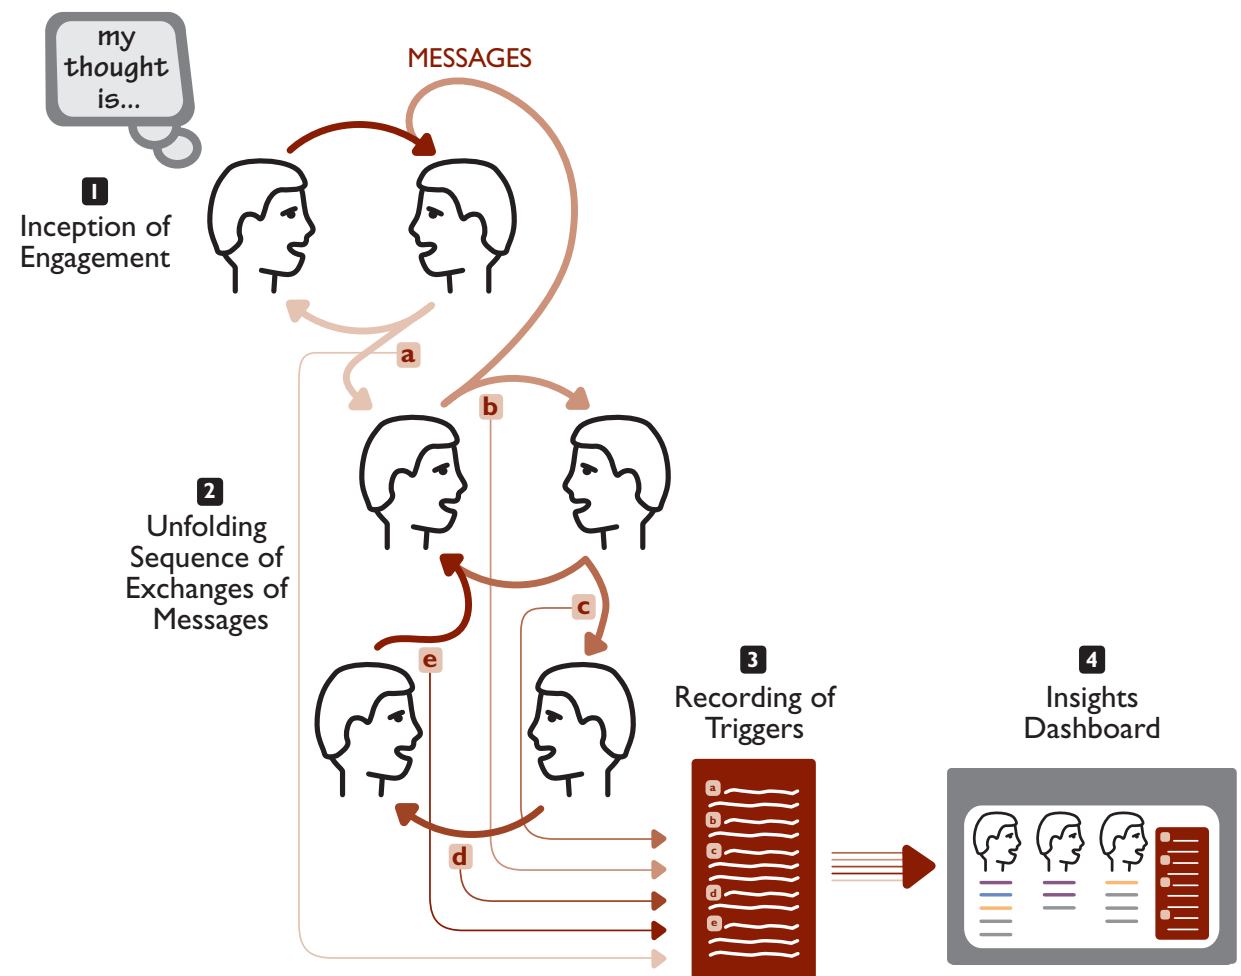 my
thought
is...
MESSAGES
1
Inception of
Engagement
a
b
2
Unfolding
Sequence of
Exchanges of
Messages
c
e
d
3
Recording of
Triggers
a
b
c
d
e
4
Insights
Dashboard